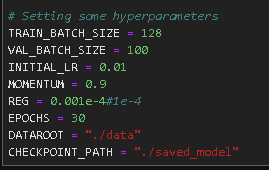 # Setting some hyperparameters
TRAIN_BATCH_SIZE = 128
VAL_BATCH_SIZE = 100
INITIAL_LR = 0.01
MOMENTUM = 0.9
REG = 0.001e-4#1e-4
EPOCHS = 30
DATAROOT = "./data"
CHECKPOINT_PATH = "./saved_model"